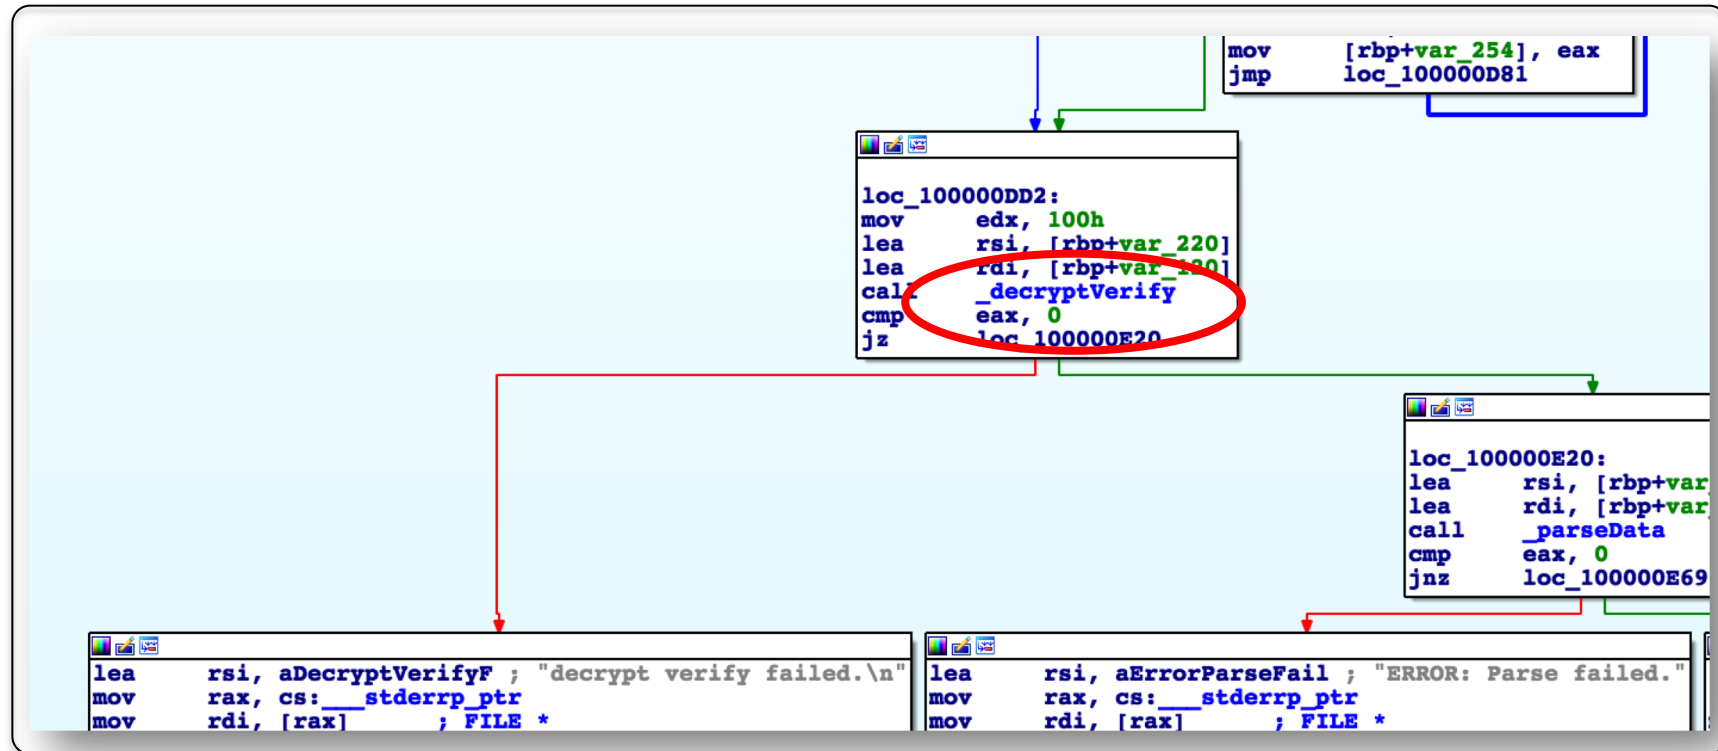 mov [rbp+var_254], eax
jmp loc_100000D81
loc_100000DD2:
mov edx, 100h
lea rsi, [rbp+var_220]
lea rdi, [rbp+var_120]
call _decryptVerify
cmp eax, 0
jz loc_100000E20
loc_100000E20:
lea rsi, [rbp+var_
lea rdi, [rbp+var_
call _parseData
cmp eax, 0
jnz loc_100000E69
lea rsi, aDecryptVerifyF ; "decrypt verify failed.\n"
mov rax, cs:___stderrp_ptr
mov rdi, [rax] ; FILE *
lea rsi, aErrorParseFail ; "ERROR: Parse failed."
mov rax, cs:___stderrp_ptr
mov rdi, [rax] ; FILE *